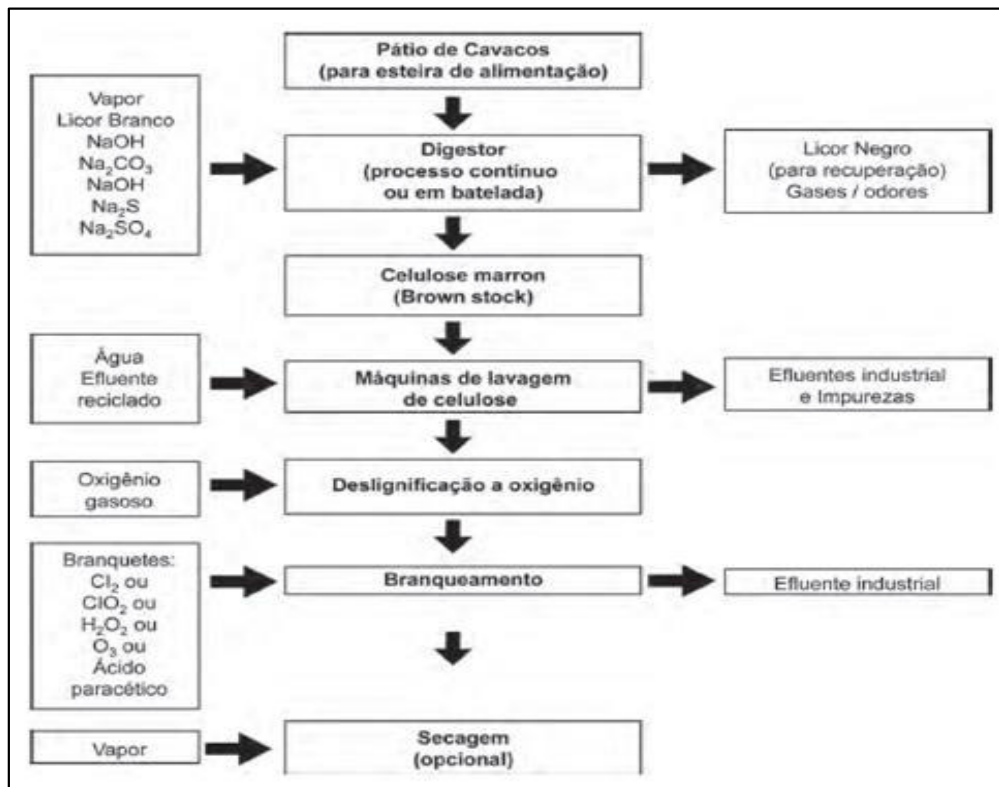 Pátio de Cavacos
(para esteira de alimentação)
Vapor
Licor Branco
NaOH
Na₂CO₃
NaOH
Na₂S
Na₂SO₄
Digestor
(processo contínuo
ou em batelada)
Licor Negro
(para recuperação)
Gases / odores
Celulose marron
(Brown stock)
Água
Efluente
reciclado
Máquinas de lavagem
de celulose
Efluentes industrial
e Impurezas
Oxigênio
gasoso
Deslignificação a oxigênio
Branquetes:
Cl₂ ou
ClO₂ ou
H₂O₂ ou
O₃ ou
Ácido
paracético
Branqueamento
Efluente industrial
Vapor
Secagem
(opcional)